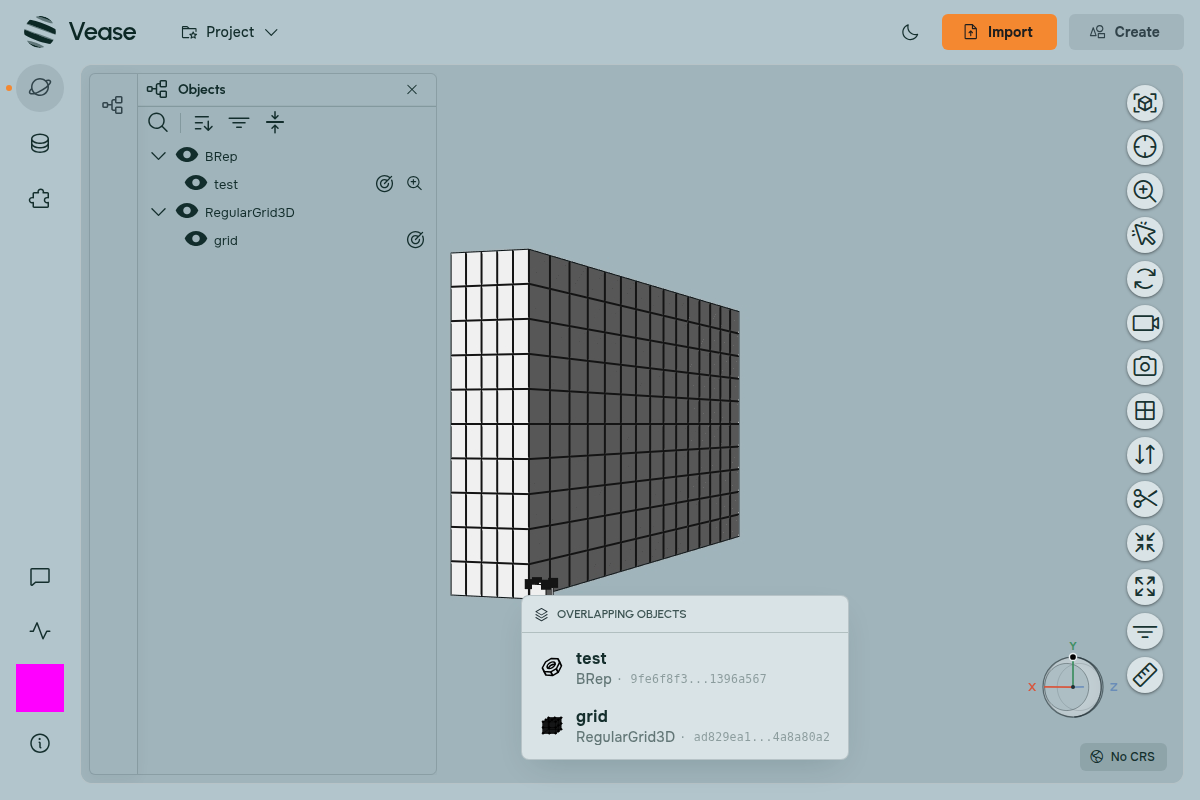 Vease
Project
Import
Create
Objects
BRep
test
RegularGrid3D
grid
OVERLAPPING OBJECTS
test
BRep · 9fe6f8f3...1396a567
grid
RegularGrid3D · ad829ea1...4a8a80a2
Y
X
Z
No CRS